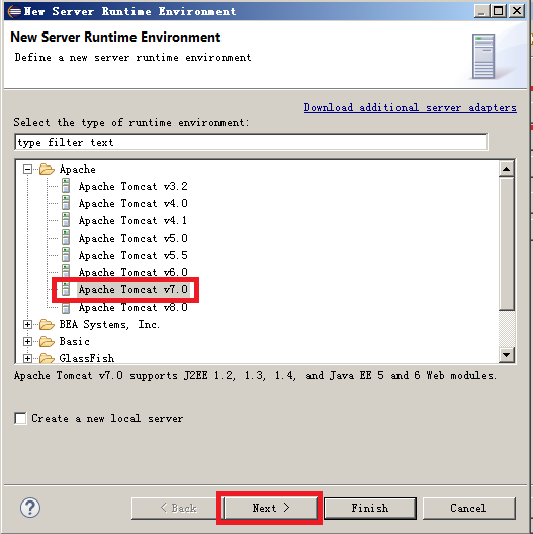 New Server Runtime Environment
New Server Runtime Environment
Define a new server runtime environment
Download additional server adapters
Select the type of runtime environment:
type filter text
Apache
Apache Tomcat v3.2
Apache Tomcat v4.0
Apache Tomcat v4.1
Apache Tomcat v5.0
Apache Tomcat v5.5
Apache Tomcat v6.0
Apache Tomcat v7.0
Apache Tomcat v8.0
BEA Systems, Inc.
Basic
GlassFish
Apache Tomcat v7.0 supports J2EE 1.2, 1.3, 1.4, and Java EE 5 and 6 Web modules.
Create a new local server
? < Back Next > Finish Cancel